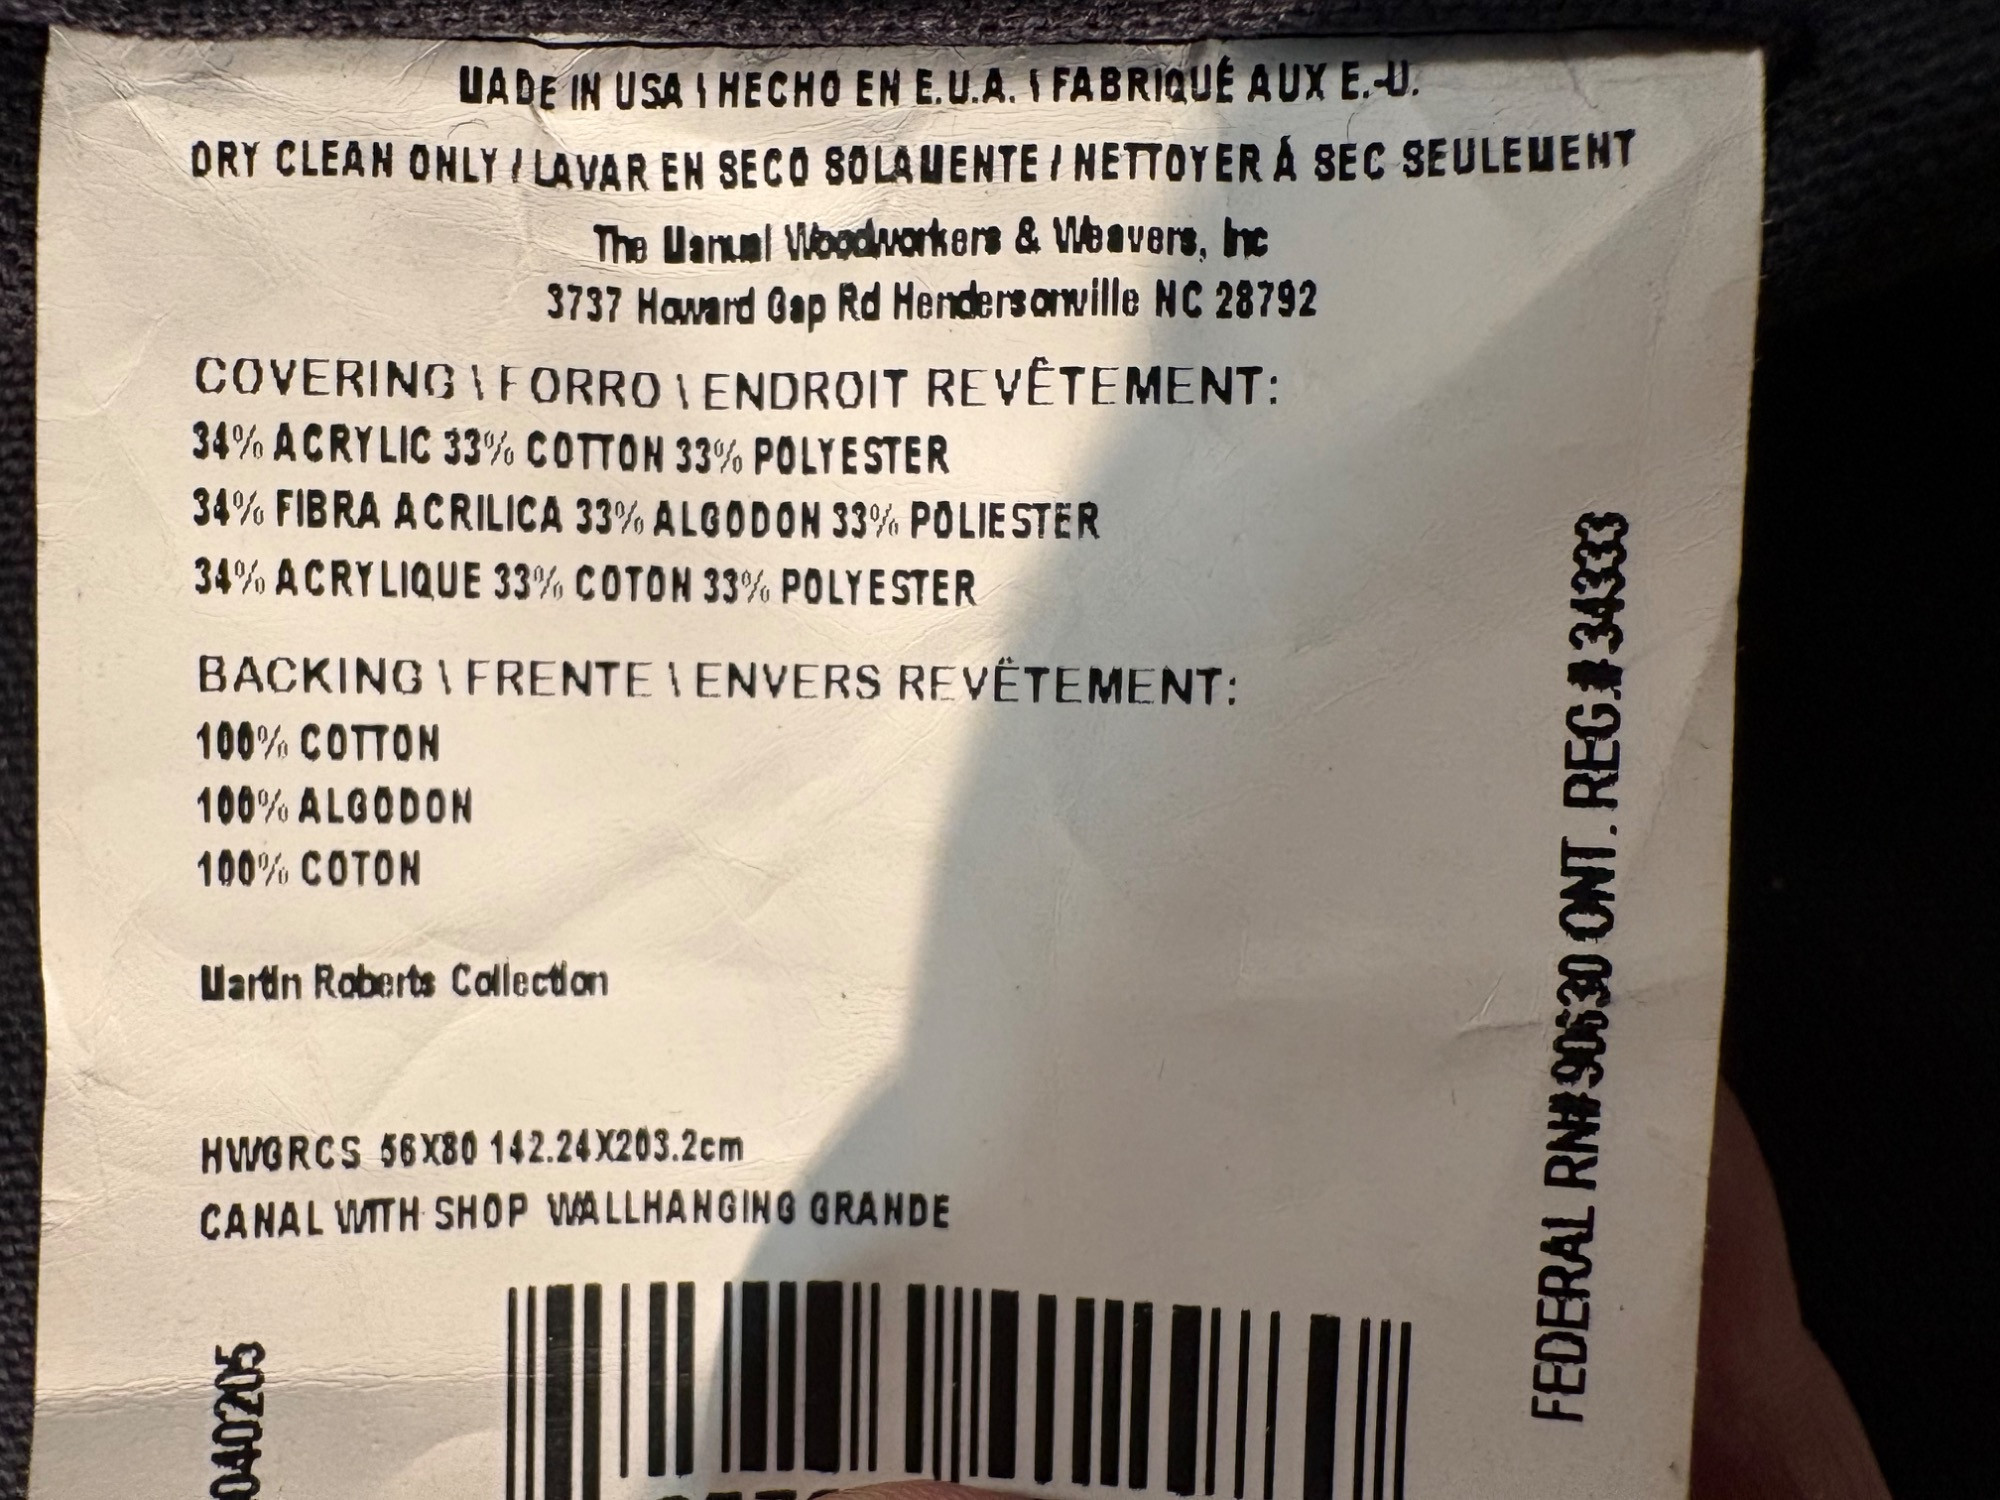 MADE IN USA \ HECHO EN E.U.A. \ FABRIQUÉ AUX E.-U.
DRY CLEAN ONLY / LAVAR EN SECO SOLAMENTE / NETTOYER À SEC SEULEMENT
The Manual Woodworkers & Weavers, Inc
3737 Howard Gap Rd Hendersonville NC 28792
COVERING \ FORRO \ ENDROIT REVÊTEMENT:
34% ACRYLIC 33% COTTON 33% POLYESTER
34% FIBRA ACRILICA 33% ALGODON 33% POLIESTER
34% ACRYLIQUE 33% COTON 33% POLYESTER
BACKING \ FRENTE \ ENVERS REVÊTEMENT:
100% COTTON
100% ALGODON
100% COTON
Martin Roberts Collection
HWGRCS 56X80 142.24X203.2cm
CANAL WITH SHOP WALLHANGING GRANDE
FEDERAL RN#90630 ONT. REG.#34333